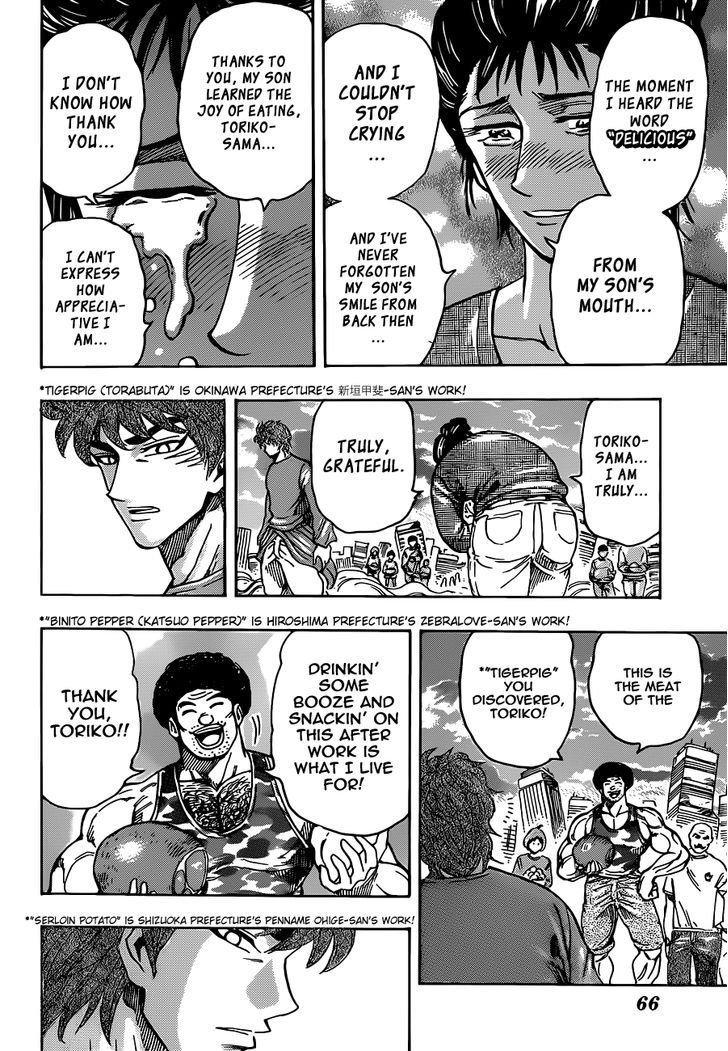 THE MOMENT
I HEARD THE
WORD
"DELICIOUS"
...
FROM
MY SON'S
MOUTH...
AND I
COULDN'T
STOP
CRYING
...
AND I'VE
NEVER
FORGOTTEN
MY SON'S
SMILE FROM
BACK THEN
...
THANKS TO
YOU, MY SON
LEARNED THE
JOY OF EATING,
TORIKO-
SAMA...
I DON'T
KNOW HOW
THANK
YOU...
I CAN'T
EXPRESS
HOW
APPRECIA-
TIVE I
AM...
*TIGERPIG (TORABUTA)" IS OKINAWA PREFECTURE'S 新垣甲斐-SAN'S WORK!
TORIKO-
SAMA...
I AM
TRULY...
TRULY,
GRATEFUL.
*"BINITO PEPPER (KATSUO PEPPER)" IS HIROSHIMA PREFECTURE'S ZEBRALOVE-SAN'S WORK!
THIS IS
THE MEAT
OF THE
*"TIGERPIG"
YOU
DISCOVERED,
TORIKO!
DRINKIN'
SOME
BOOZE AND
SNACKIN' ON
THIS AFTER
WORK IS
WHAT I LIVE
FOR!
THANK
YOU,
TORIKO!!
*"SERLOIN POTATO" IS SHIZUOKA PREFECTURE'S PENNAME OHIGE-SAN'S WORK!
66